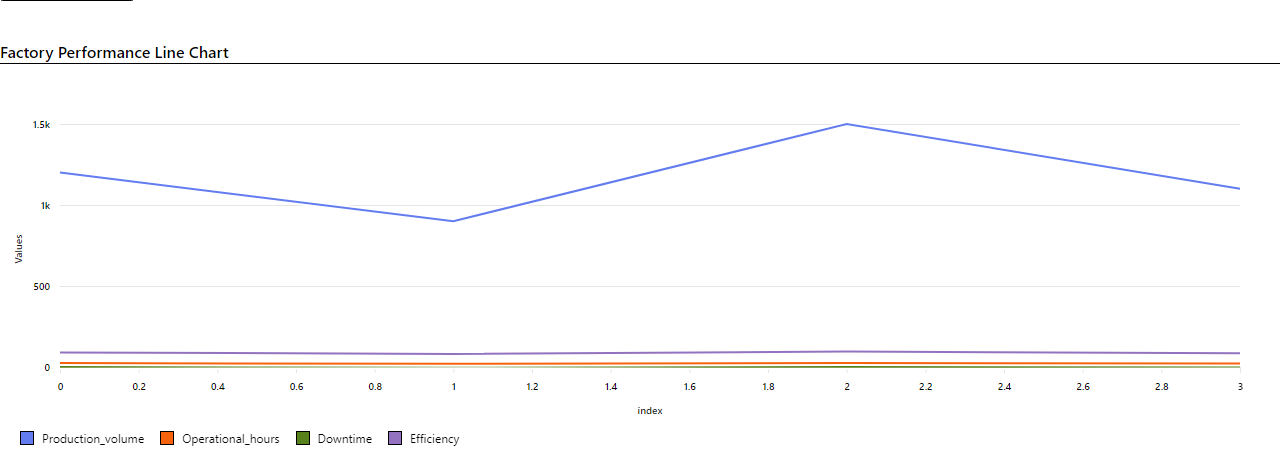 Factory Performance Line Chart
1.5k
1k
500
0
Values
0 0.2 0.4 0.6 0.8 1 1.2 1.4 1.6 1.8 2 2.2 2.4 2.6 2.8 3
index
Production_volume Operational_hours Downtime Efficiency